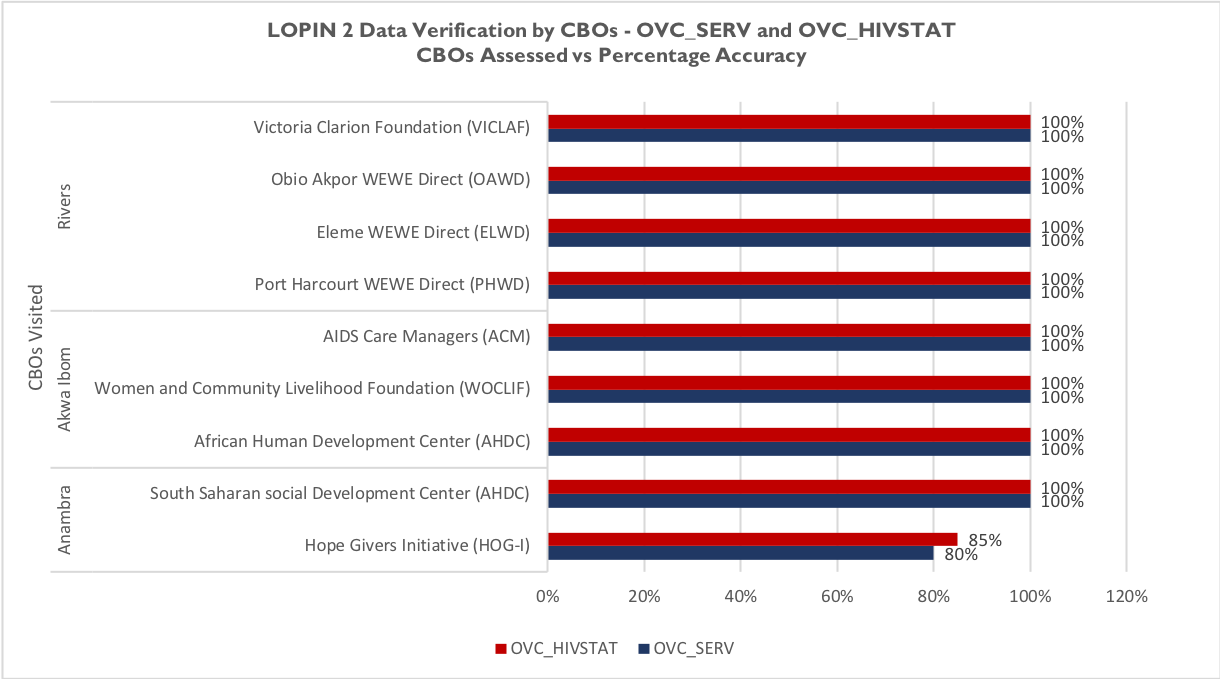 LOPIN 2 Data Verification by CBOs - OVC_SERV and OVC_HIVSTAT
CBOs Assessed vs Percentage Accuracy
CBOs Visited
Rivers
Victoria Clarion Foundation (VICLAF)
100%
100%
Obio Akpor WEWE Direct (OAWD)
100%
100%
Eleme WEWE Direct (ELWD)
100%
100%
Port Harcourt WEWE Direct (PHWD)
100%
100%
Akwa Ibom
AIDS Care Managers (ACM)
100%
100%
Women and Community Livelihood Foundation (WOCLIF)
100%
100%
African Human Development Center (AHDC)
100%
100%
Anambra
South Saharan social Development Center (AHDC)
100%
100%
Hope Givers Initiative (HOG-I)
85%
80%
0% 20% 40% 60% 80% 100% 120%
OVC_HIVSTAT OVC_SERV